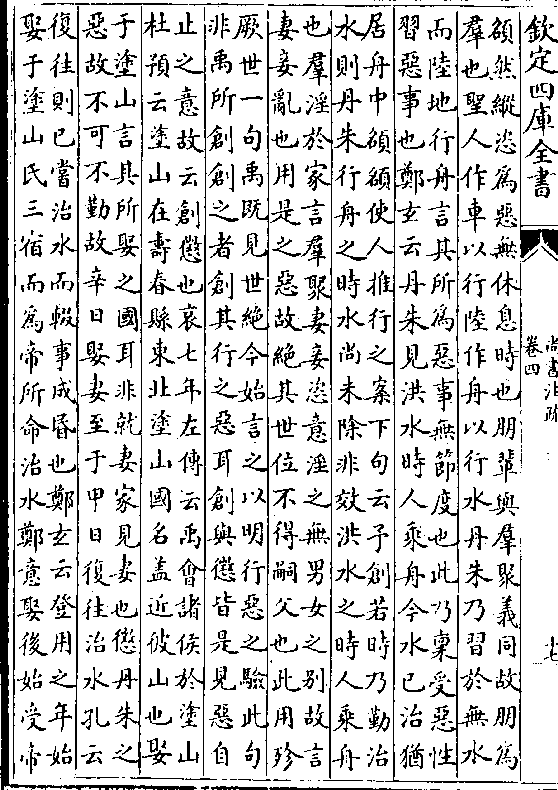 欽定四庫全書
尚書注疏
卷四
十七
頟然縱恣爲惡無休息時也朋輩與羣聚義同故朋爲
羣也聖人作車以行陸作舟以行水丹朱乃習於無水
而陸地行舟言其所爲惡事無節度也此乃稟受惡性
習惡事也鄭玄云丹朱見洪水時人乘舟今水已治猶
居舟中頟頟使人推行之案下句云予創若時乃勤治
水則丹朱行舟之時水尚未除非效洪水之時人乘舟
也羣淫於家言羣聚妻妾恣意淫之無男女之别故言
妻妾亂也用是之惡故絶其世位不得嗣父也此用殄
厥世一句禹既見世絶今始言之以明行惡之驗此句
非禹所創創之者創其行之惡耳創與懲皆是見惡自
止之意故云創懲也哀七年左傳云禹會諸侯於塗山
杜預云塗山在壽春縣東北塗山國名盖近彼山也娶
于塗山言其所娶之國耳非就妻家見妻也懲丹朱之
惡故不可不勤故辛日娶妻至于甲日復往治水孔云
復往則已嘗治水而輟事成昏也鄭玄云登用之年始
娶于塗山氏三宿而爲帝所命治水鄭意娶後始受帝